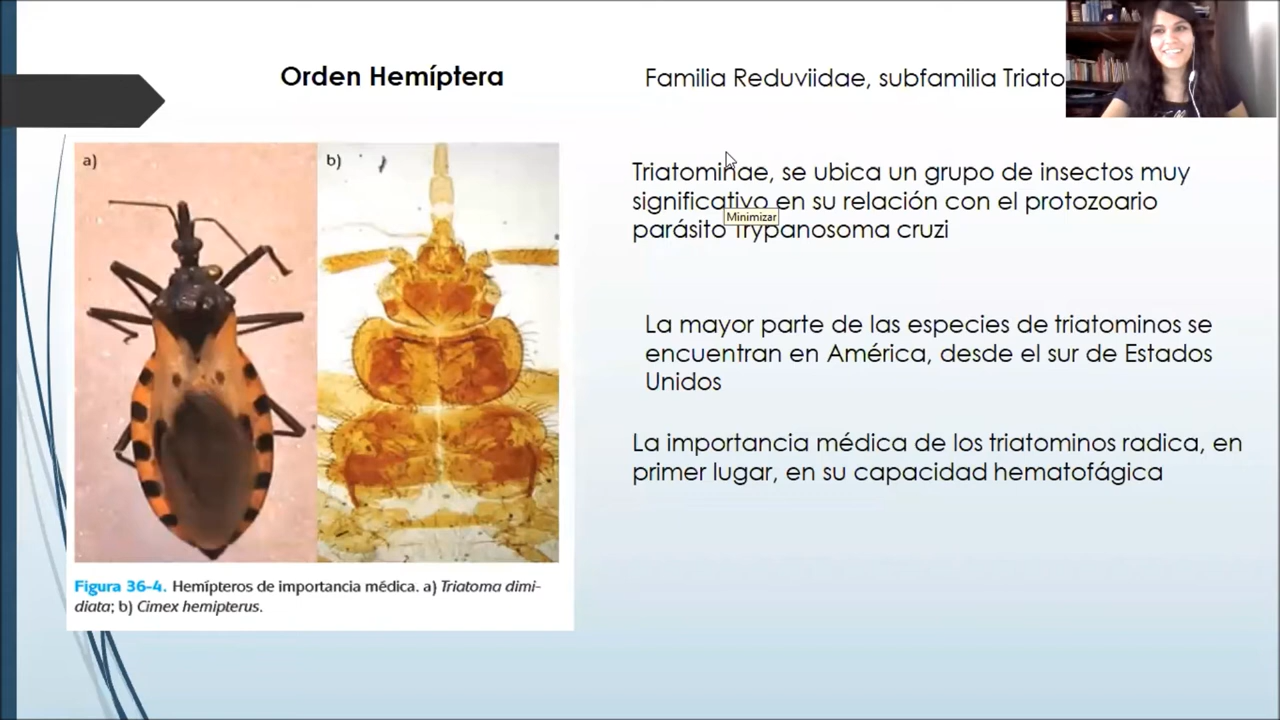 Orden Hemíptera
Familia Reduviidae, subfamilia Triato
Triatominae, se ubica un grupo de insectos muy
significativo en su relación con el protozoario
parásito Trypanosoma cruzi
Minimizar
La mayor parte de las especies de triatominos se
encuentran en América, desde el sur de Estados
Unidos
La importancia médica de los triatominos radica, en
primer lugar, en su capacidad hematofágica
a)
b)
Figura 36-4. Hemípteros de importancia médica. a) Triatoma dimi-
diata; b) Cimex hemipterus.